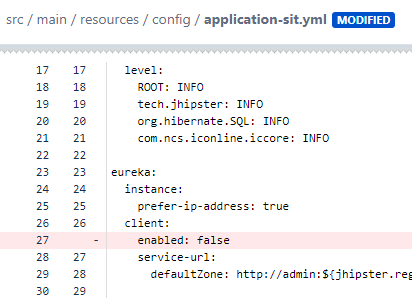 src / main / resources / config / application-sit.yml MODIFIED
17 17 level:
18 18 ROOT: INFO
19 19 tech.jhipster: INFO
20 20 org.hibernate.SQL: INFO
21 21 com.ncs.iconline.iccore: INFO
22 22
23 23 eureka:
24 24 instance:
25 25 prefer-ip-address: true
26 26 client:
27 - enabled: false
28 27 service-url:
29 28 defaultZone: http://admin:${jhipster.reg
30 29